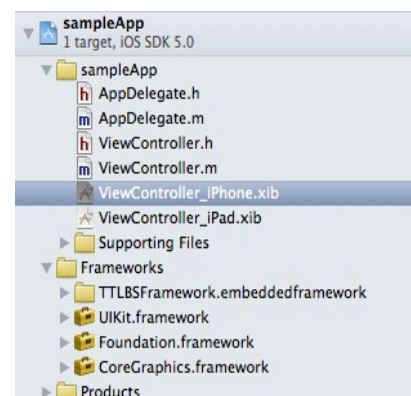 sampleApp
1 target, iOS SDK 5.0
sampleApp
h AppDelegate.h
m AppDelegate.m
h ViewController.h
m ViewController.m
ViewController_iPhone.xib
ViewController_iPad.xib
Supporting Files
Frameworks
TTLBSFramework.embeddedframework
UIKit.framework
Foundation.framework
CoreGraphics.framework
Products